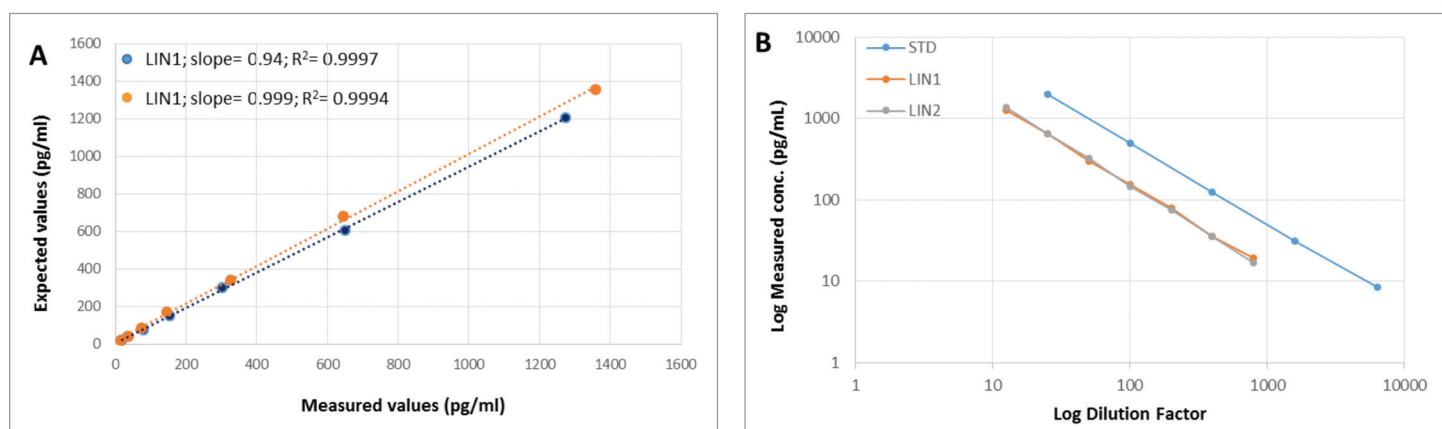 A
LIN1; slope= 0.94; R²= 0.9997
LIN1; slope= 0.999; R²= 0.9994
Expected values (pg/ml)
1600
1400
1200
1000
800
600
400
200
0
0 200 400 600 800 1000 1200 1400 1600
Measured values (pg/ml)
B
STD
LIN1
LIN2
Log Measured conc. (pg/mL)
10000
1000
100
10
1
1 10 100 1000 10000
Log Dilution Factor